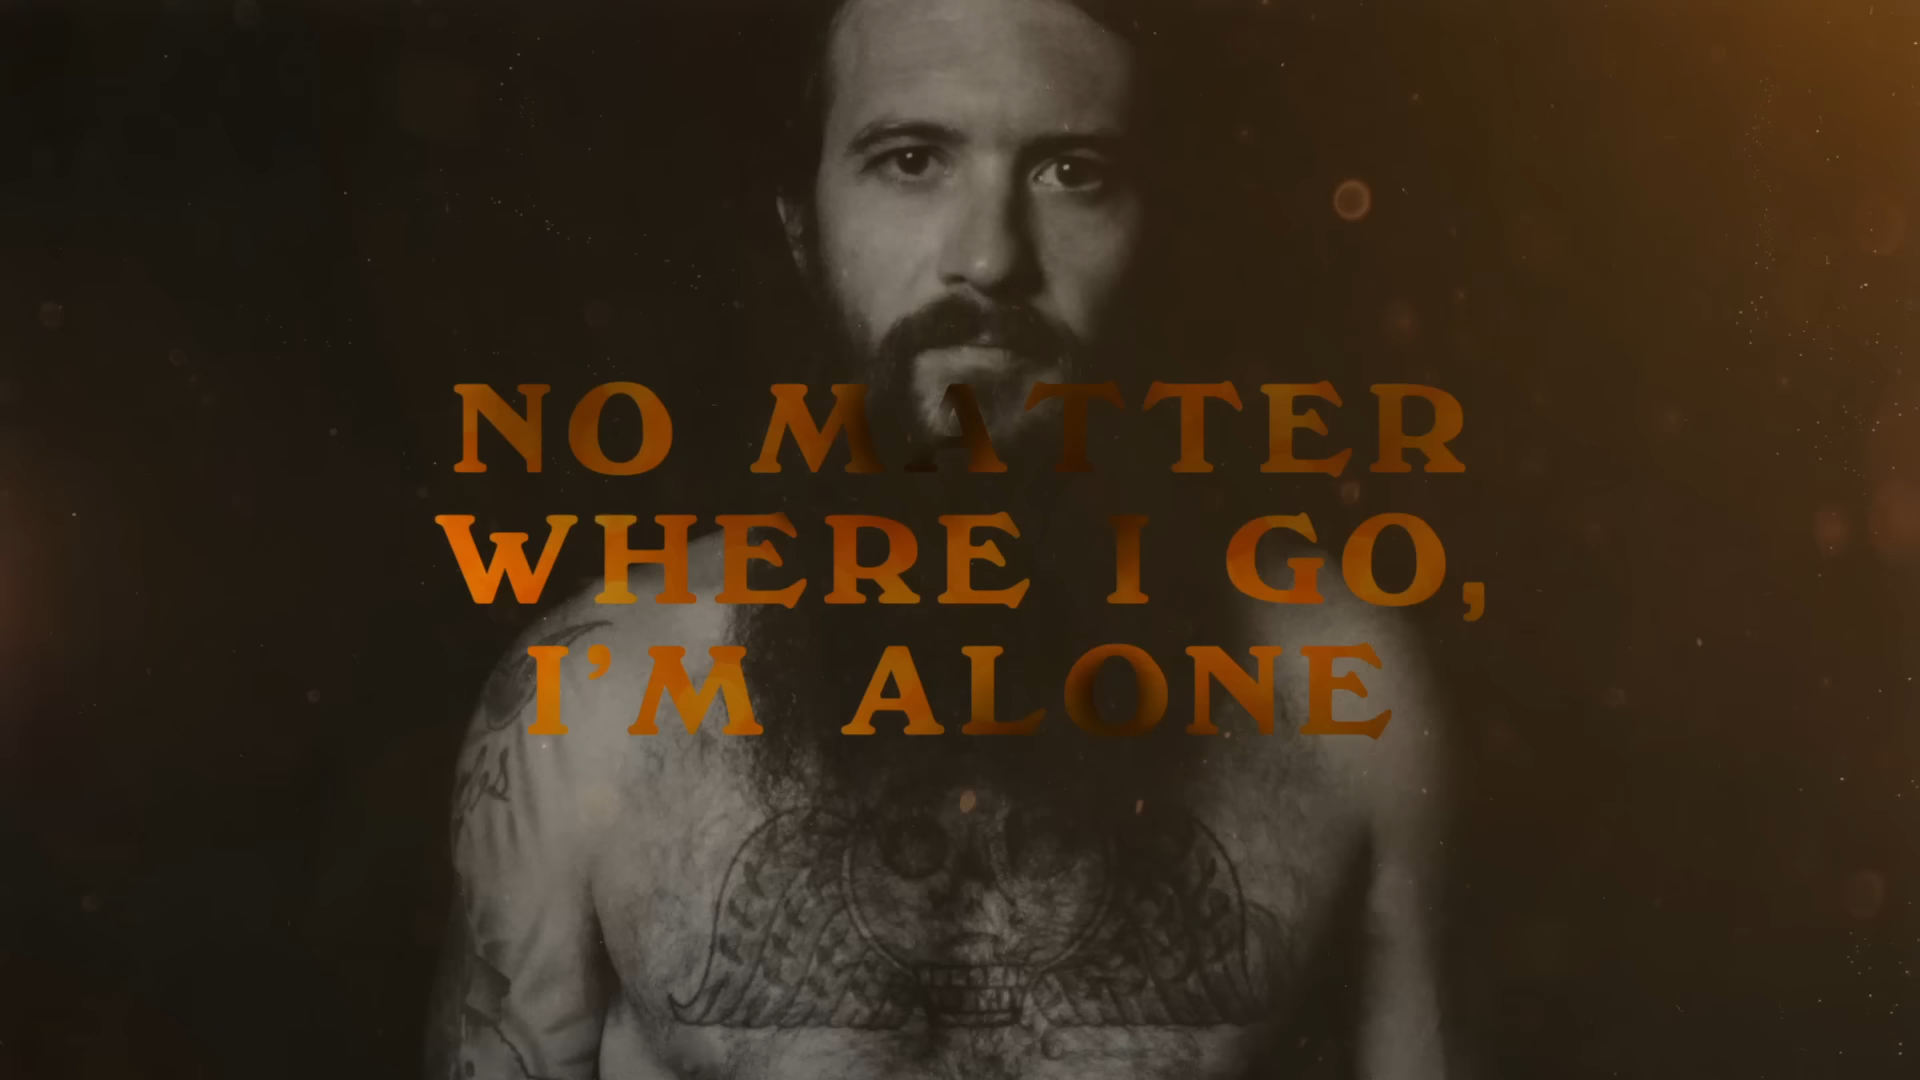 NO MATTER
WHERE I GO,
I’M ALONE